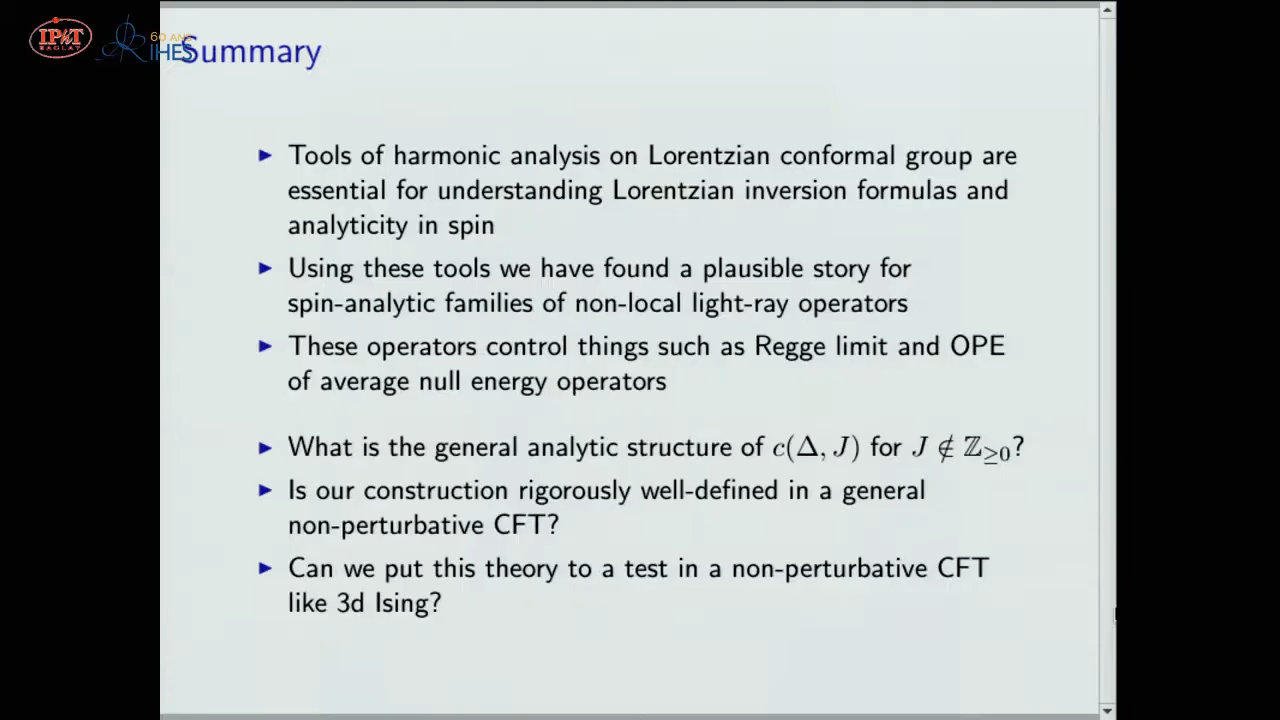 IPhT
SACLAY
60 ANS
IHES
Summary
▶ Tools of harmonic analysis on Lorentzian conformal group are
essential for understanding Lorentzian inversion formulas and
analyticity in spin
▶ Using these tools we have found a plausible story for
spin-analytic families of non-local light-ray operators
▶ These operators control things such as Regge limit and OPE
of average null energy operators
▶ What is the general analytic structure of c(Δ, J) for J ∉ ℤ≥0?
▶ Is our construction rigorously well-defined in a general
non-perturbative CFT?
▶ Can we put this theory to a test in a non-perturbative CFT
like 3d Ising?